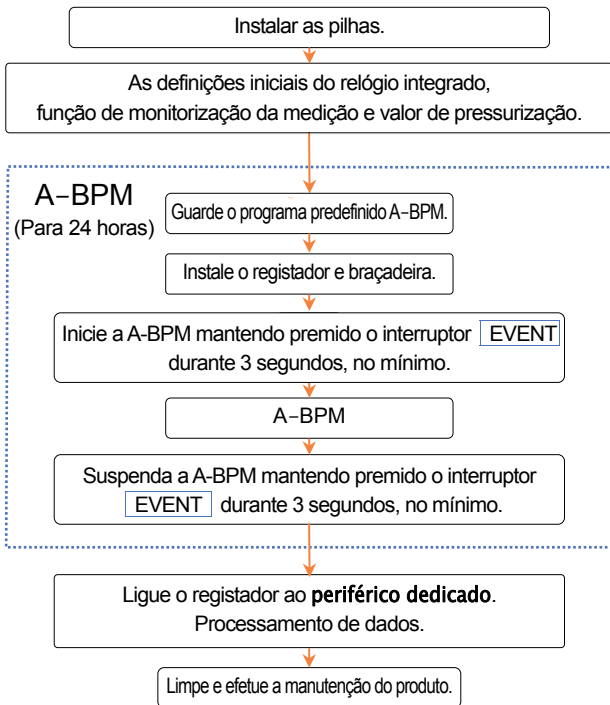 Instalar as pilhas.
As definições iniciais do relógio integrado,
função de monitorização da medição e valor de pressurização.
A-BPM
(Para 24 horas)
Guarde o programa predefinido A-BPM.
Instale o registador e braçadeira.
Inicie a A-BPM mantendo premido o interruptor EVENT
durante 3 segundos, no mínimo.
A-BPM
Suspenda a A-BPM mantendo premido o interruptor
EVENT durante 3 segundos, no mínimo.
Ligue o registador ao periférico dedicado.
Processamento de dados.
Limpe e efetue a manutenção do produto.